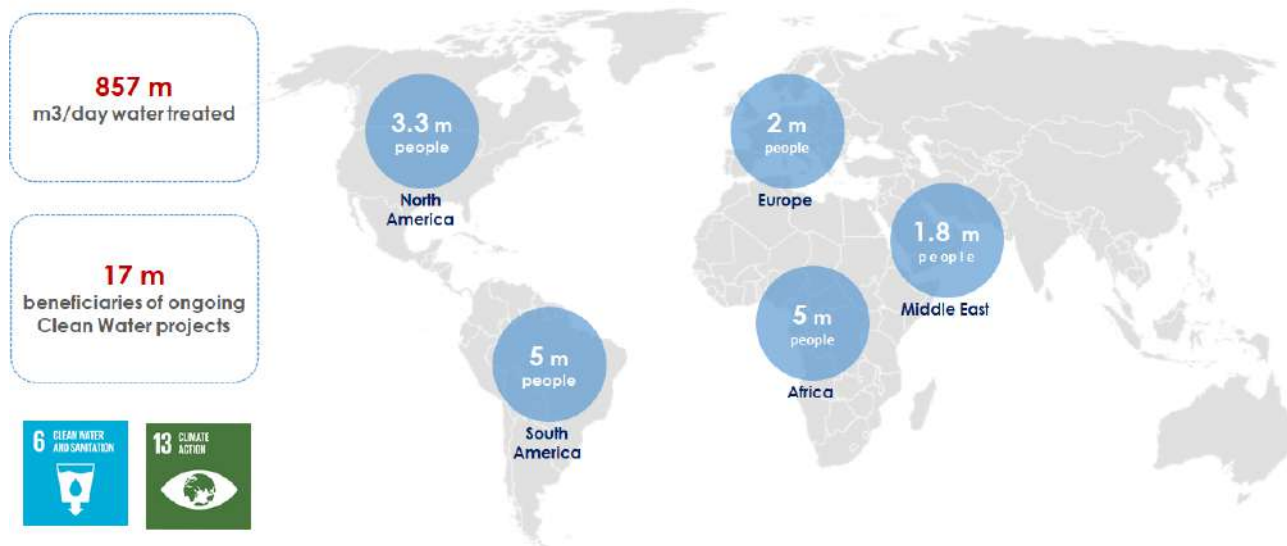 857 m
m3/day water treated
17 m
beneficiaries of ongoing
Clean Water projects
6 CLEAN WATER
AND SANITATION
13 CLIMATE
ACTION
3.3 m
people
North
America
5 m
people
South
America
2 m
people
Europe
1.8 m
people
Middle East
5 m
people
Africa